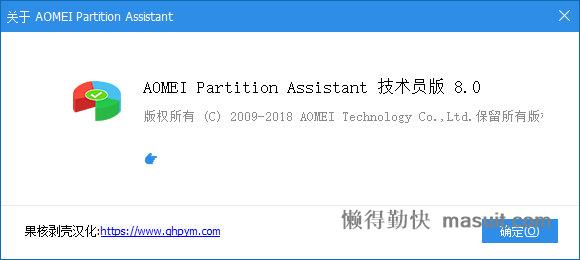 关于 AOMEI Partition Assistant
AOMEI Partition Assistant 技术员版 8.0
版权所有 (C) 2009-2018 AOMEI Technology Co.,Ltd.保留所有版
果核剥壳汉化:https://www.ghpym.com/
懒得勤快 masuit.com
确定(O)